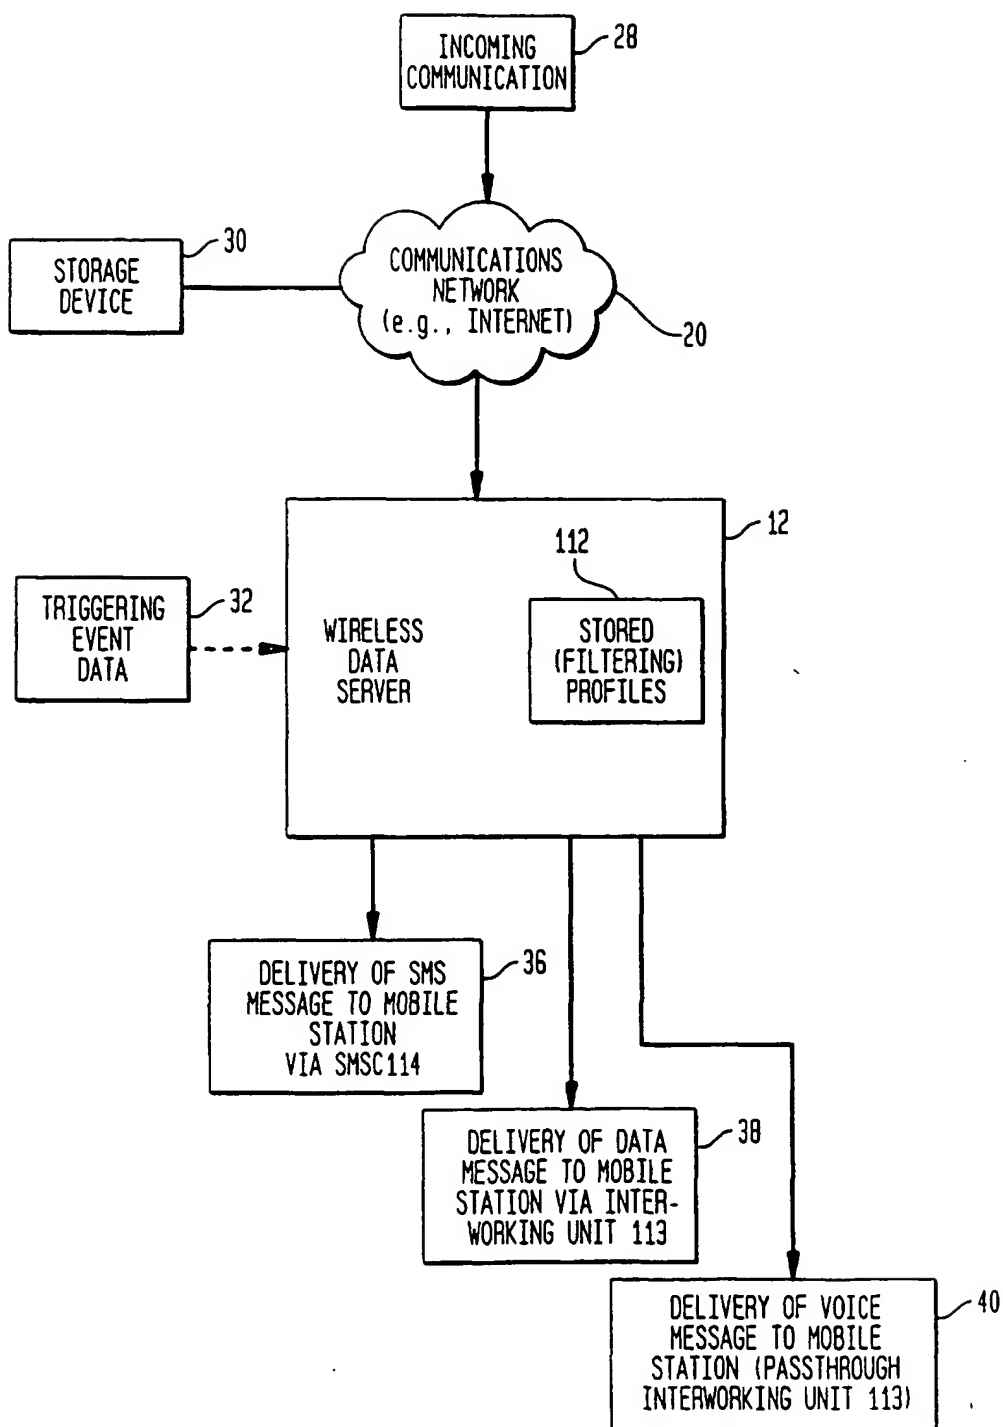 INCOMING
COMMUNICATION
28
STORAGE
DEVICE
30
COMMUNICATIONS
NETWORK
(e.g., INTERNET)
20
12
112
TRIGGERING
EVENT
DATA
32
WIRELESS
DATA
SERVER
STORED
(FILTERING)
PROFILES
DELIVERY OF SMS
MESSAGE TO MOBILE
STATION
VIA SMSC114
36
DELIVERY OF DATA
MESSAGE TO MOBILE
STATION VIA INTER-
WORKING UNIT 113
38
DELIVERY OF VOICE
MESSAGE TO MOBILE
STATION (PASSTHROUGH
INTERWORKING UNIT 113)
40